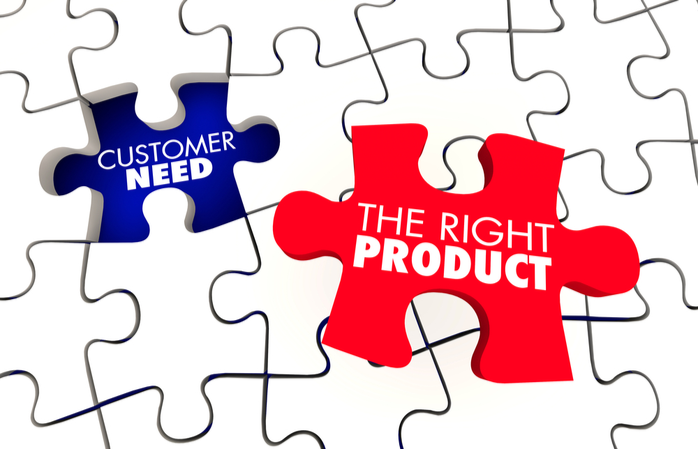 CUSTOMER
NEED
THE RIGHT
PRODUCT